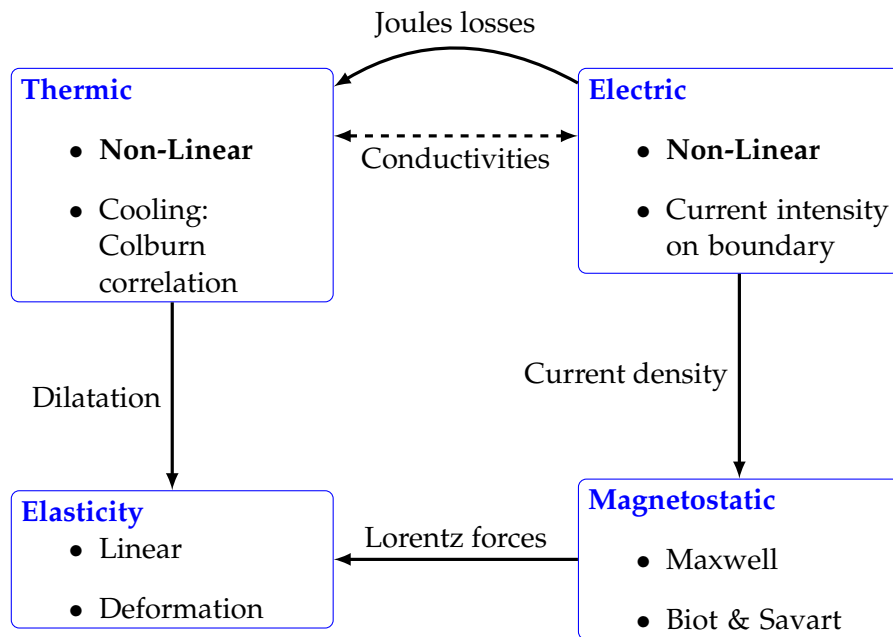 Joules losses
Thermic
• Non-Linear
• Cooling:
Colburn
correlation
Conductivities
Electric
• Non-Linear
• Current intensity
on boundary
Dilatation
Current density
Elasticity
• Linear
• Deformation
Lorentz forces
Magnetostatic
• Maxwell
• Biot & Savart